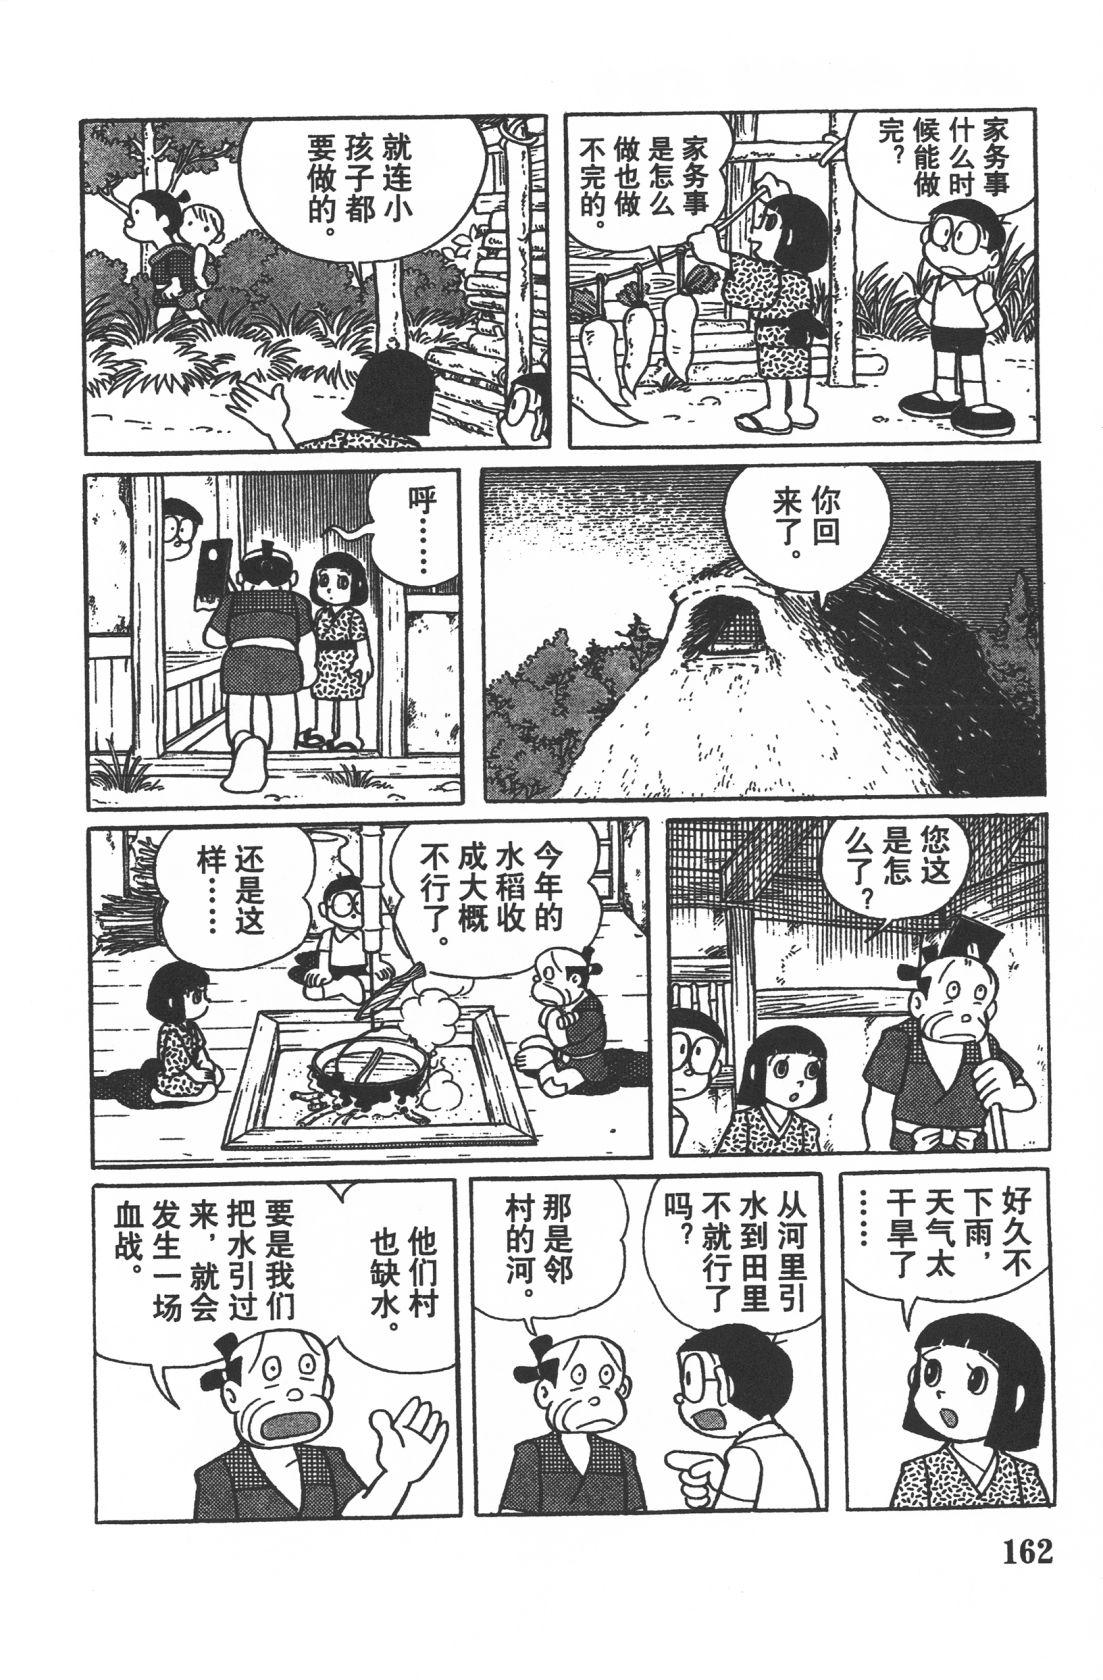 家务事
什么时
候能做
完？
家务事
是怎么
做也做
不完的。
就连小
孩子都
要做的。
你回
来了。
呼……
您这
是怎
么了？
今年的
水稻收
成大概
不行了。
还是这
样……
好久不
下雨，
天气太
干旱了
……
从河里引
水到田里
不就行了
吗？
那是邻
村的河。
他们村
也缺水。
要是我们
把水引过
来，就会
发生一场
血战。
162